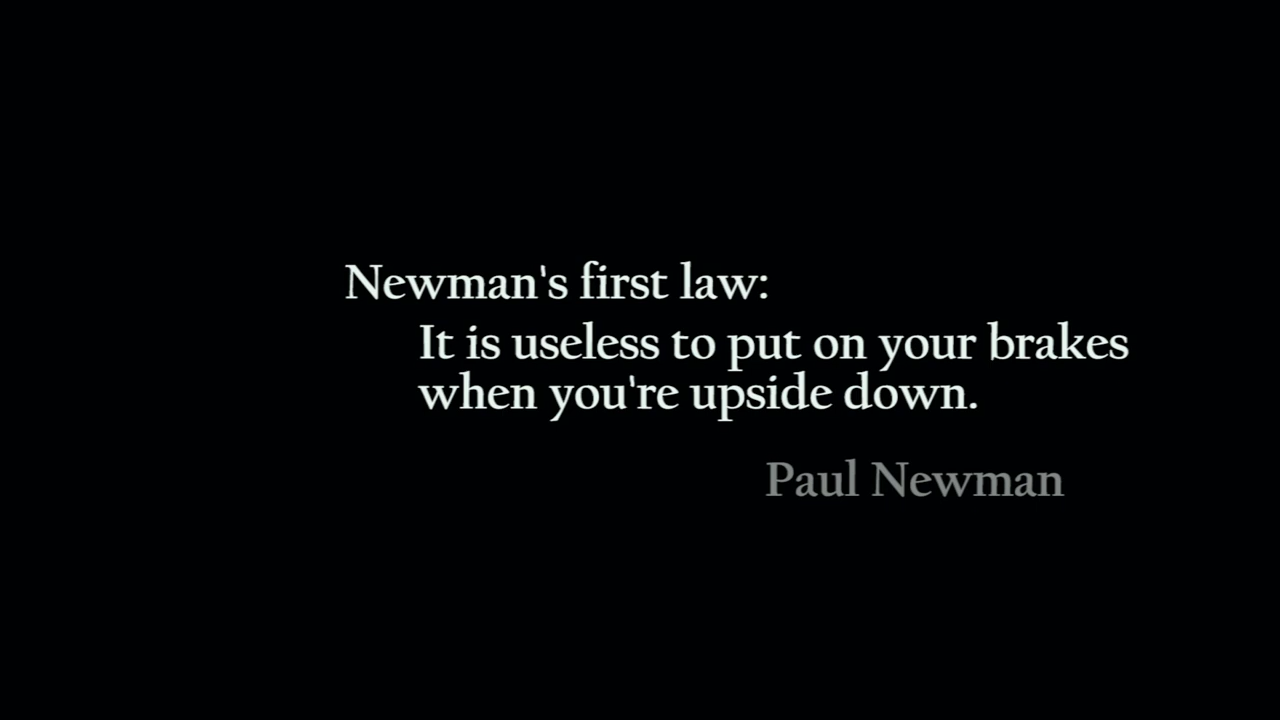 Newman's first law:
It is useless to put on your brakes
when you're upside down.
Paul Newman